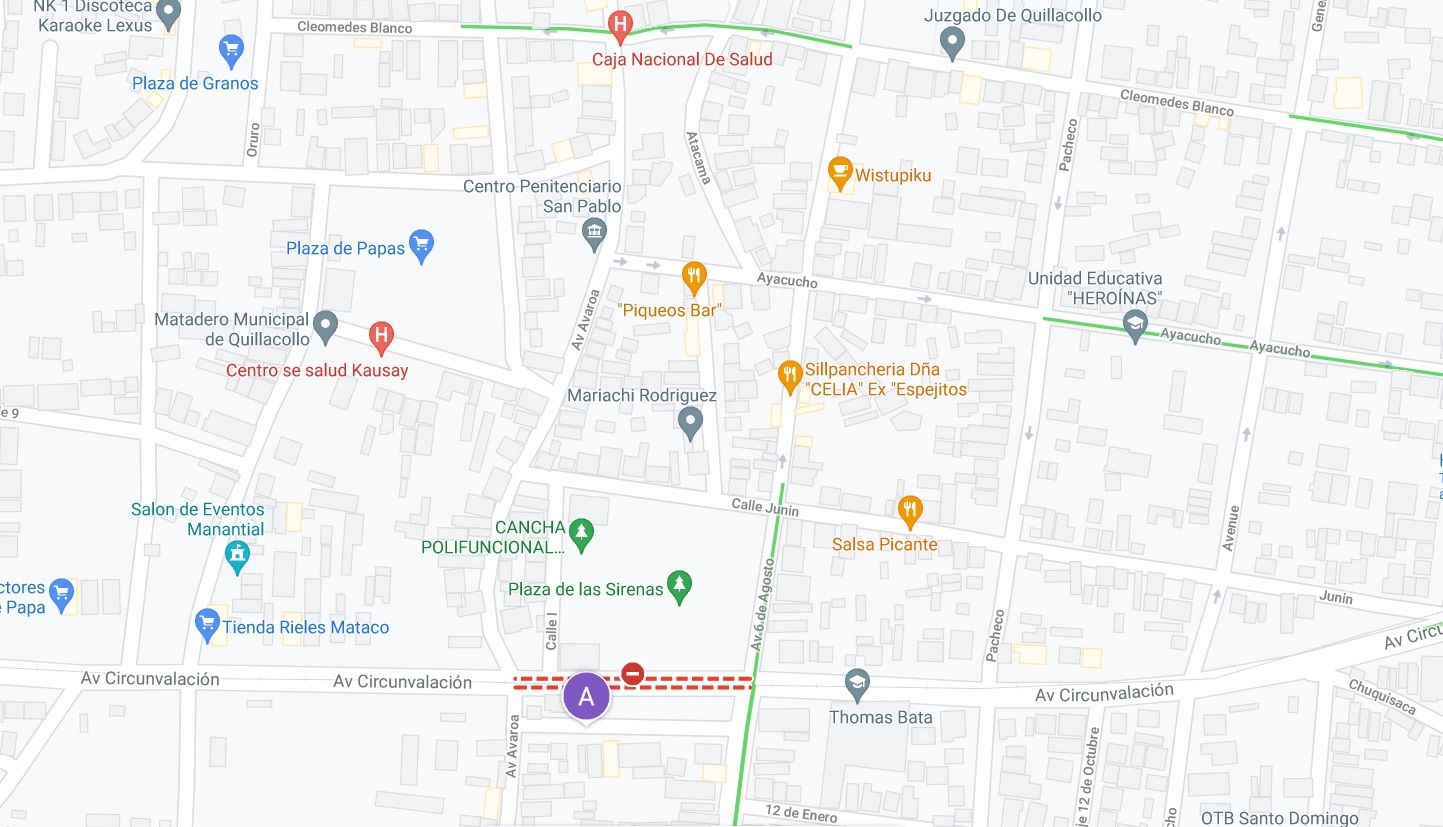 NK 1 Discoteca
Karaoke Lexus
Cleomedes Blanco
H
Caja Nacional De Salud
Juzgado De Quillacollo
Plaza de Granos
Cleomedes Blanco
Oruro
Atacama
Pacheco
Wistupiku
Centro Penitenciario
San Pablo
Plaza de Papas
Ayacucho
Unidad Educativa
"HEROÍNAS"
"Piqueos Bar"
Matadero Municipal
de Quillacollo
H
Centro se salud Kausay
Av Avaroa
Ayacucho
Ayacucho
Sillpancheria Dña
"CELIA" Ex "Espejitos
Mariachi Rodriguez
e 9
Salon de Eventos
Manantial
Calle Junin
CANCHA
POLIFUNCIONAL...
Salsa Picante
Avenue
Plaza de las Sirenas
ctores
e Papa
Av 6 de Agosto
Calle I
Junin
Tienda Rieles Mataco
Pacheco
Av Circu
Av Circunvalación
Av Circunvalación
A
Av Circunvalación
Chuquisaca
Thomas Bata
Av Avaroa
je 12 de Octubre
12 de Enero
OTB Santo Domingo